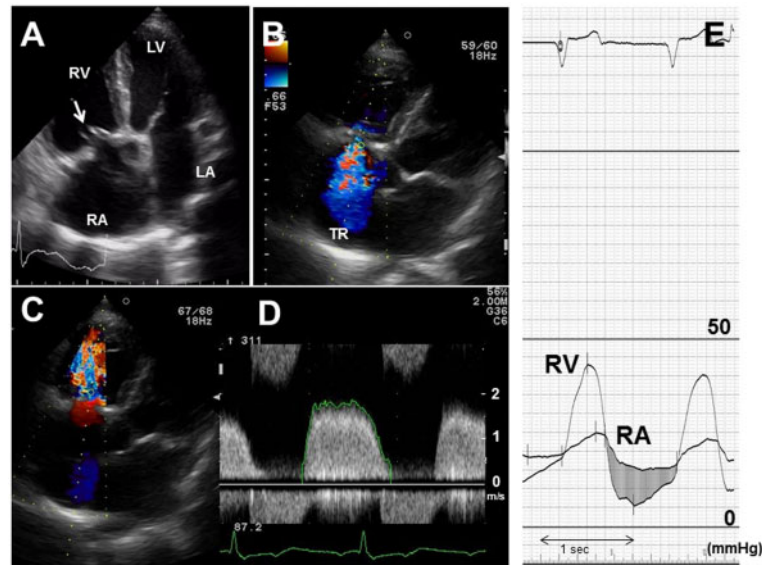 A
LV
RV
RA
LA
B
.66
F53
59/60
18Hz
TR
C
67/68
18Hz
D
56%
2.00M
G36
C6
↑ 311
2
1
0
m/s
87.2
E
50
RV
RA
0
1 sec
(mmHg)